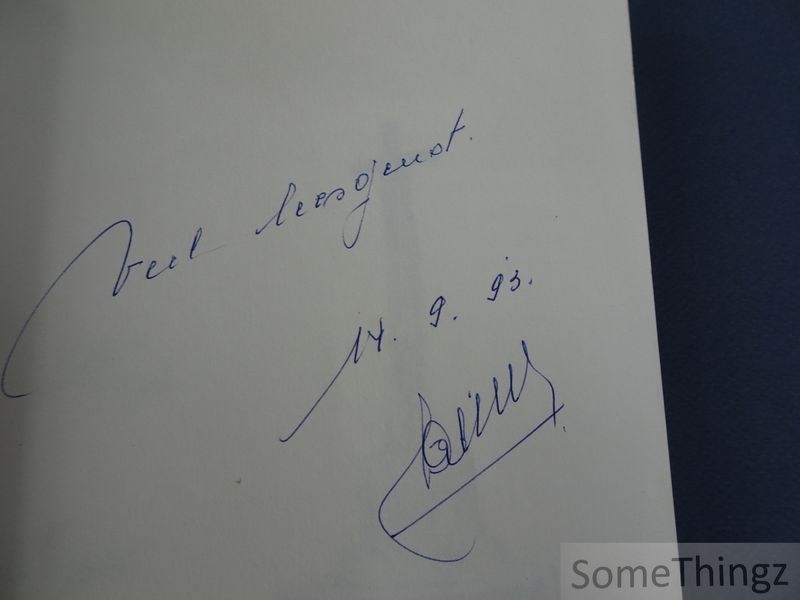 Veel leesgenot.
14. 9. 93.
SomeThingz